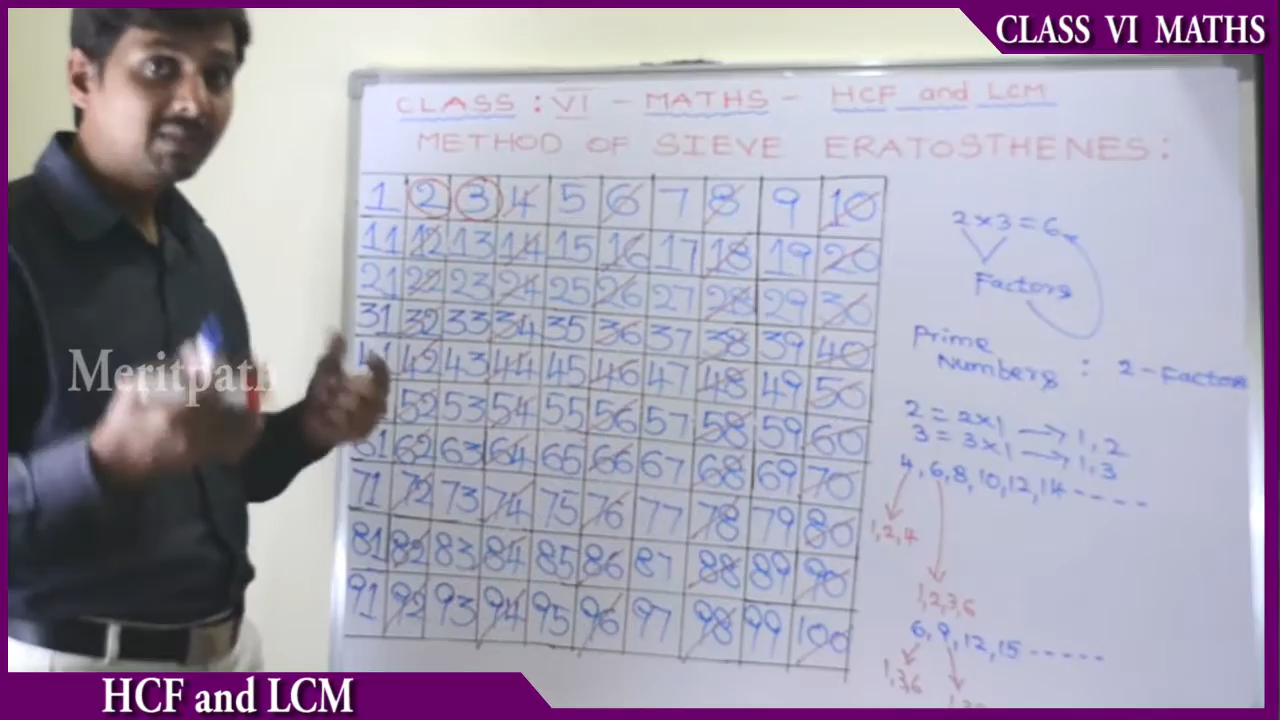 CLASS VI MATHS
CLASS : VI - MATHS - HCF and LCM
METHOD OF SIEVE ERATOSTHENES :
1 2 3 4 5 6 7 8 9 10
11 12 13 14 15 16 17 18 19 20
21 22 23 24 25 26 27 28 29 30
31 32 33 34 35 36 37 38 39 40
41 42 43 44 45 46 47 48 49 50
52 53 54 55 56 57 58 59 60
61 62 63 64 65 66 67 68 69 70
71 72 73 74 75 76 77 78 79 80
81 82 83 84 85 86 87 88 89 90
91 92 93 94 95 96 97 98 99 100
2 x 3 = 6
Factors
Prime
Numbers : 2-Factors
2 = 2x1 → 1, 2
3 = 3x1 → 1, 3
4, 6, 8, 10, 12, 14 -----
1, 2, 4
1, 2, 3, 6
6, 9, 12, 15 -----
Meritpath
HCF and LCM